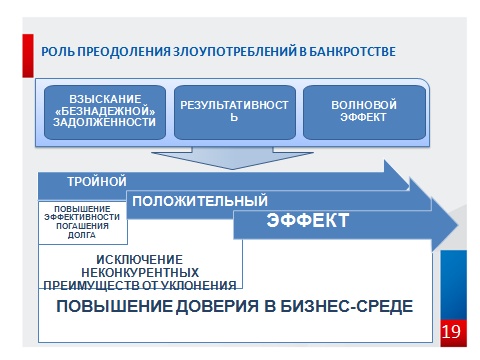 РОЛЬ ПРЕОДОЛЕНИЯ ЗЛОУПОТРЕБЛЕНИЙ В БАНКРОТСТВЕ
ВЗЫСКАНИЕ
«БЕЗНАДЕЖНОЙ»
ЗАДОЛЖЕННОСТИ
РЕЗУЛЬТАТИВНОСТ
Ь
ВОЛНОВОЙ
ЭФФЕКТ
ТРОЙНОЙ
ПОЛОЖИТЕЛЬНЫЙ
ЭФФЕКТ
ПОВЫШЕНИЕ
ЭФФЕКТИВНОСТИ
ПОГАШЕНИЯ
ДОЛГА
ИСКЛЮЧЕНИЕ
НЕКОНКУРЕНТНЫХ
ПРЕИМУЩЕСТВ ОТ УКЛОНЕНИЯ
ПОВЫШЕНИЕ ДОВЕРИЯ В БИЗНЕС-СРЕДЕ
19